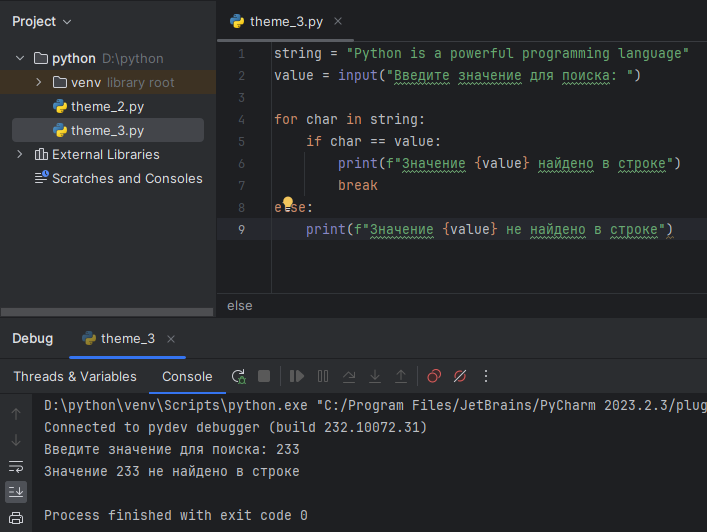 Project
python D:\python
venv library root
theme_2.py
theme_3.py
External Libraries
Scratches and Consoles
theme_3.py
1 string = "Python is a powerful programming language"
2 value = input("Введите значение для поиска: ")
3
4 for char in string:
5 if char == value:
6 print(f"Значение {value} найдено в строке")
7 break
8 else:
9 print(f"Значение {value} не найдено в строке")
else
Debug theme_3
Threads & Variables Console
D:\python\venv\Scripts\python.exe "C:/Program Files/JetBrains/PyCharm 2023.2.3/plug
Connected to pydev debugger (build 232.10072.31)
Введите значение для поиска: 233
Значение 233 не найдено в строке
Process finished with exit code 0